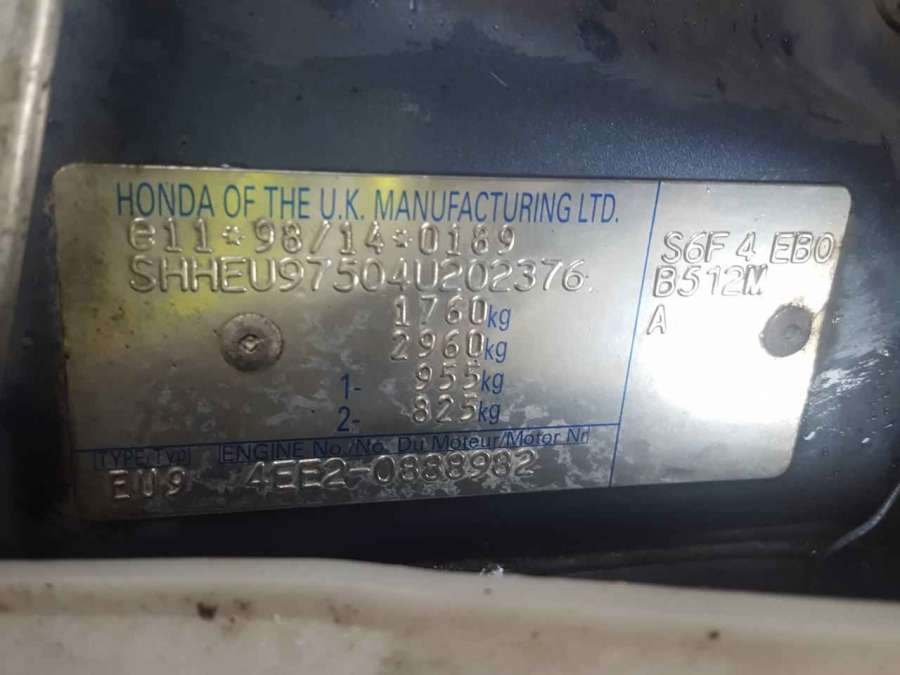 HONDA OF THE U.K. MANUFACTURING LTD.
e11*98/14*0189
SHHEU97504U202376
1760kg
2960kg
1- 955kg
2- 825kg
TYPE/TYP ENGINE No./No. Du Moteur/Motor Nr
EU9 4EE2-0888982
S6F 4 EB0
B512M
A